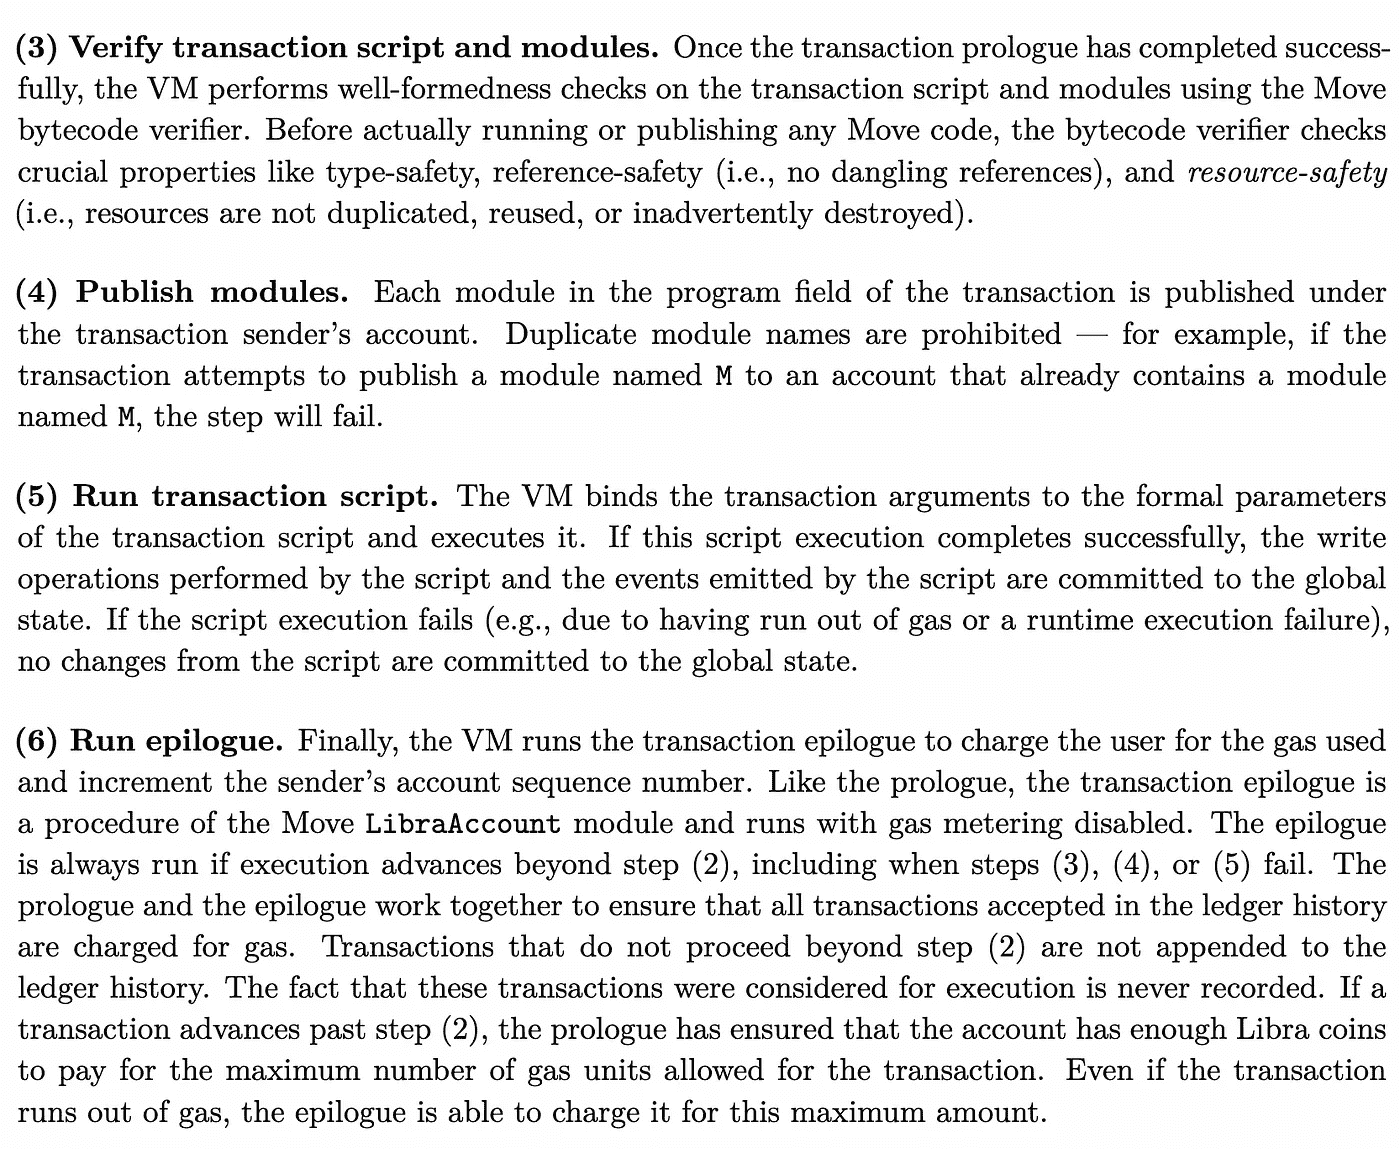 (3) Verify transaction script and modules. Once the transaction prologue has completed success-
fully, the VM performs well-formedness checks on the transaction script and modules using the Move
bytecode verifier. Before actually running or publishing any Move code, the bytecode verifier checks
crucial properties like type-safety, reference-safety (i.e., no dangling references), and resource-safety
(i.e., resources are not duplicated, reused, or inadvertently destroyed).
(4) Publish modules. Each module in the program field of the transaction is published under
the transaction sender's account. Duplicate module names are prohibited — for example, if the
transaction attempts to publish a module named M to an account that already contains a module
named M, the step will fail.
(5) Run transaction script. The VM binds the transaction arguments to the formal parameters
of the transaction script and executes it. If this script execution completes successfully, the write
operations performed by the script and the events emitted by the script are committed to the global
state. If the script execution fails (e.g., due to having run out of gas or a runtime execution failure),
no changes from the script are committed to the global state.
(6) Run epilogue. Finally, the VM runs the transaction epilogue to charge the user for the gas used
and increment the sender's account sequence number. Like the prologue, the transaction epilogue is
a procedure of the Move LibraAccount module and runs with gas metering disabled. The epilogue
is always run if execution advances beyond step (2), including when steps (3), (4), or (5) fail. The
prologue and the epilogue work together to ensure that all transactions accepted in the ledger history
are charged for gas. Transactions that do not proceed beyond step (2) are not appended to the
ledger history. The fact that these transactions were considered for execution is never recorded. If a
transaction advances past step (2), the prologue has ensured that the account has enough Libra coins
to pay for the maximum number of gas units allowed for the transaction. Even if the transaction
runs out of gas, the epilogue is able to charge it for this maximum amount.